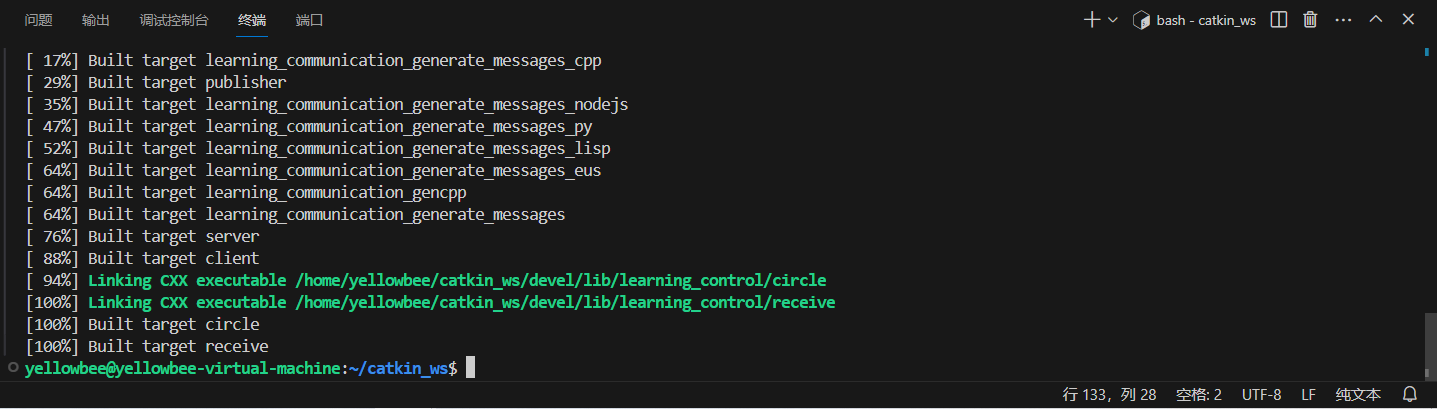 问题 输出 调试控制台 终端 端口 bash - catkin_ws
[ 17%] Built target learning_communication_generate_messages_cpp
[ 29%] Built target publisher
[ 35%] Built target learning_communication_generate_messages_nodejs
[ 47%] Built target learning_communication_generate_messages_py
[ 52%] Built target learning_communication_generate_messages_lisp
[ 64%] Built target learning_communication_generate_messages_eus
[ 64%] Built target learning_communication_gencpp
[ 64%] Built target learning_communication_generate_messages
[ 76%] Built target server
[ 88%] Built target client
[ 94%] Linking CXX executable /home/yellowbee/catkin_ws/devel/lib/learning_control/circle
[100%] Linking CXX executable /home/yellowbee/catkin_ws/devel/lib/learning_control/receive
[100%] Built target circle
[100%] Built target receive
yellowbee@yellowbee-virtual-machine:~/catkin_ws$
行 133，列 28 空格: 2 UTF-8 LF 纯文本